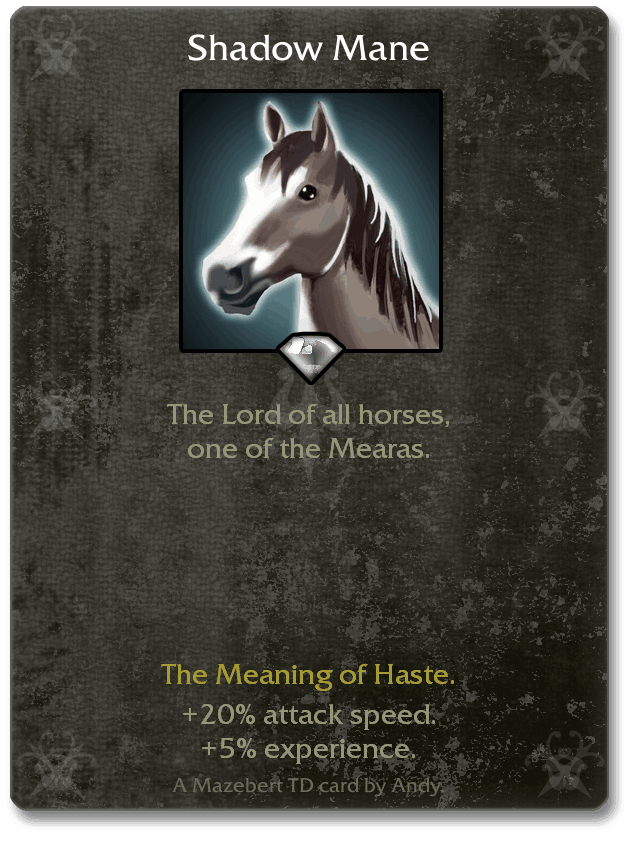 Shadow Mane
The Lord of all horses,
one of the Mearas.
The Meaning of Haste.
+20% attack speed.
+5% experience.
A Mazebert TD card by Andy.